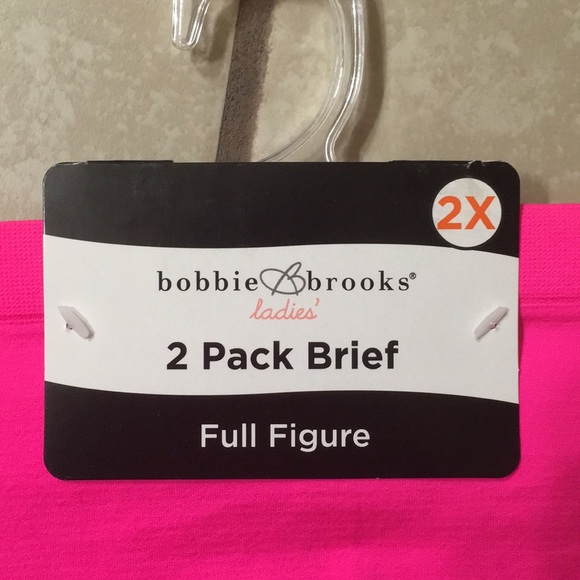 2X
bobbie B brooks®
ladies'
2 Pack Brief
Full Figure